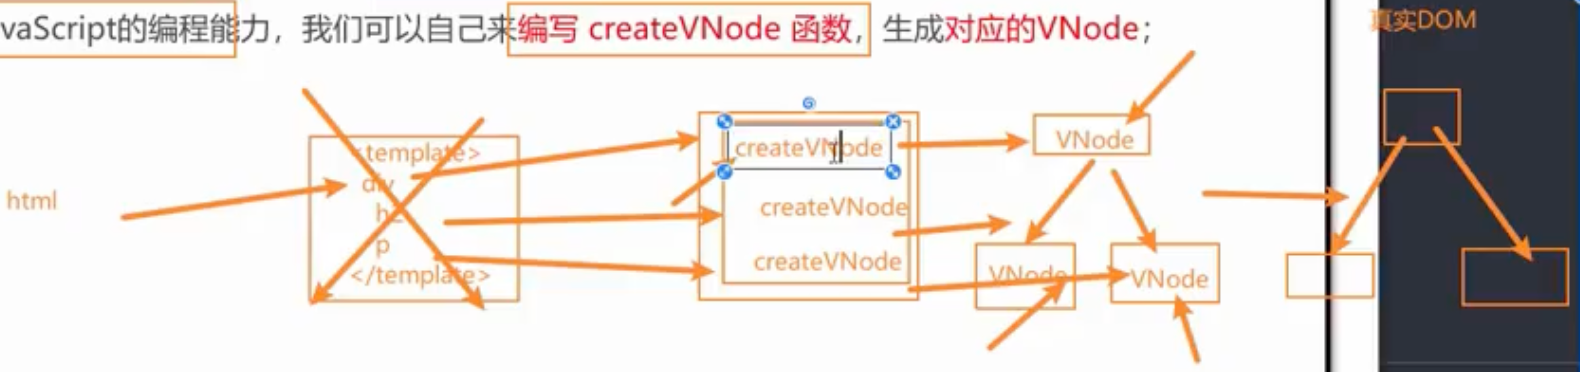 vaScript的编程能力，我们可以自己来编写 createVNode 函数，生成对应的VNode；
真实DOM
html
<template>
div
h
p
</template>
createVNode
createVNode
createVNode
VNode
VNode
VNode